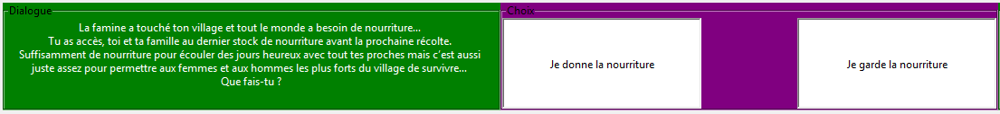 Dialogue
La famine a touché ton village et tout le monde a besoin de nourriture...
Tu as accès, toi et ta famille au dernier stock de nourriture avant la prochaine récolte.
Suffisamment de nourriture pour écouler des jours heureux avec tout tes proches mais c'est aussi
juste assez pour permettre aux femmes et aux hommes les plus forts du village de survivre...
Que fais-tu ?
Choix
Je donne la nourriture
Je garde la nourriture